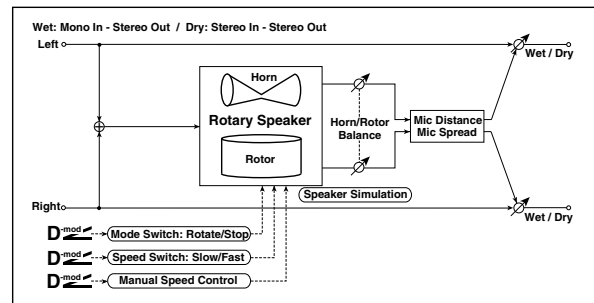 Wet: Mono In - Stereo Out / Dry: Stereo In - Stereo Out
Left
Wet / Dry
Horn
Rotary Speaker
Rotor
Horn/Rotor
Balance
Mic Distance
Mic Spread
Speaker Simulation
Right
Wet / Dry
D-mod
Mode Switch: Rotate/Stop
D-mod
Speed Switch: Slow/Fast
D-mod
Manual Speed Control